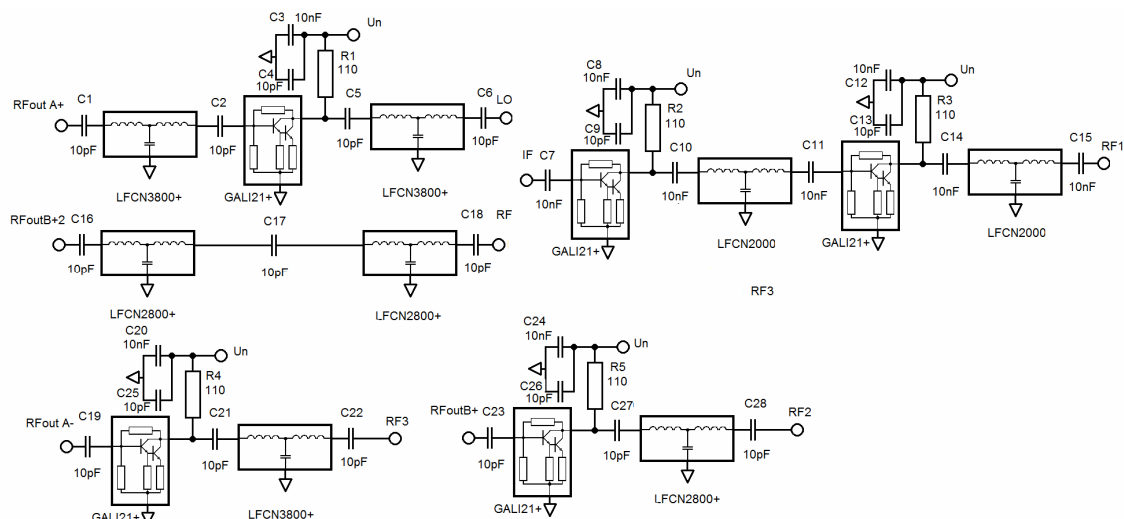 C3
10nF
Un
R1
110
C4
10pF
RFout A+
C1
C2
C5
C6
LO
10pF
10pF
10pF
10pF
LFCN3800+
GALI21+
LFCN3800+
C8
10nF
Un
R2
110
C9
10pF
IF
C7
C10
C11
10nF
10nF
10nF
GALI21+
LFCN2000
10nF
C12
Un
R3
110
C13
10pF
C14
C15
RF1
10nF
10nF
GALI21+
LFCN2000
RF3
RFoutB+2
C16
C17
C18
RF
10pF
10pF
10pF
LFCN2800+
LFCN2800+
C20
10nF
Un
R4
110
C25
10pF
RFout A-
C19
C21
C22
RF3
10pF
10pF
10pF
GALI21+
LFCN3800+
C24
10nF
Un
R5
110
C26
10pF
RFoutB+
C23
C27
C28
RF2
10pF
10pF
10pF
GALI21+
LFCN2800+